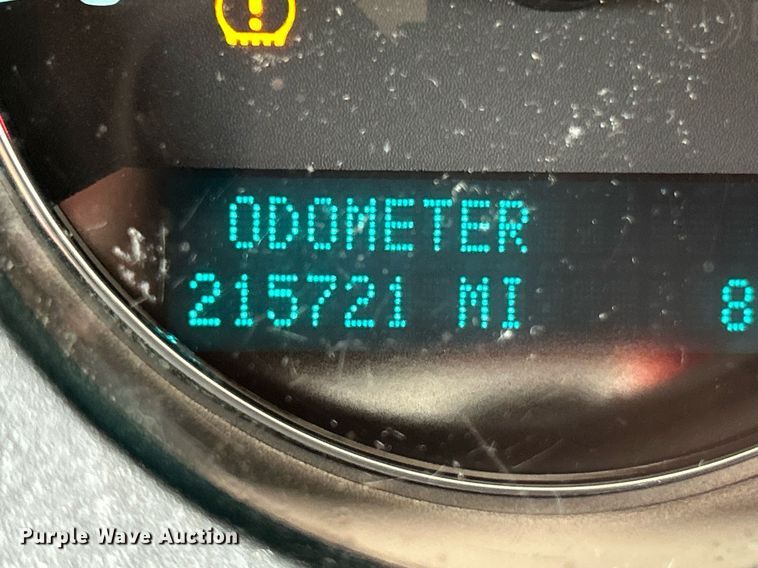 ODOMETER
215721 MI 8
Purple Wave Auction